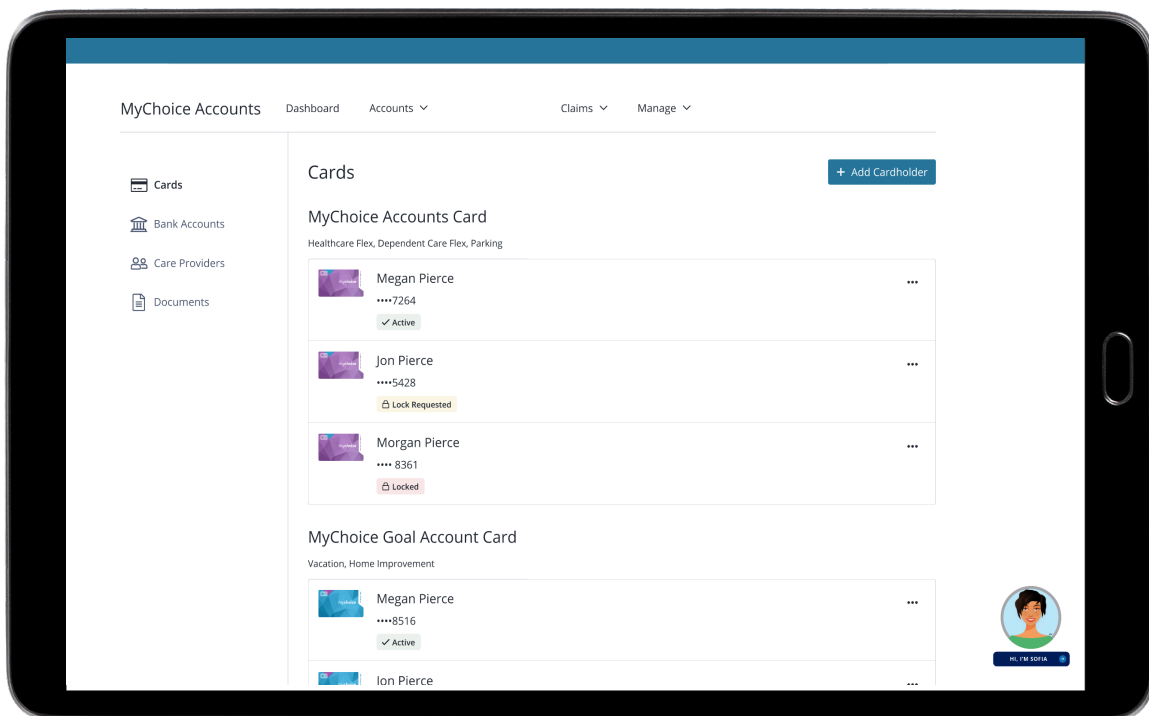 MyChoice Accounts Dashboard Accounts Claims Manage
Cards
Bank Accounts
Care Providers
Documents
Cards
+ Add Cardholder
MyChoice Accounts Card
Healthcare Flex, Dependent Care Flex, Parking
Megan Pierce
••••7264
Active
Jon Pierce
••••5428
Lock Requested
Morgan Pierce
•••• 8361
Locked
MyChoice Goal Account Card
Vacation, Home Improvement
Megan Pierce
••••8516
Active
Jon Pierce
HI, I'M SOFIA